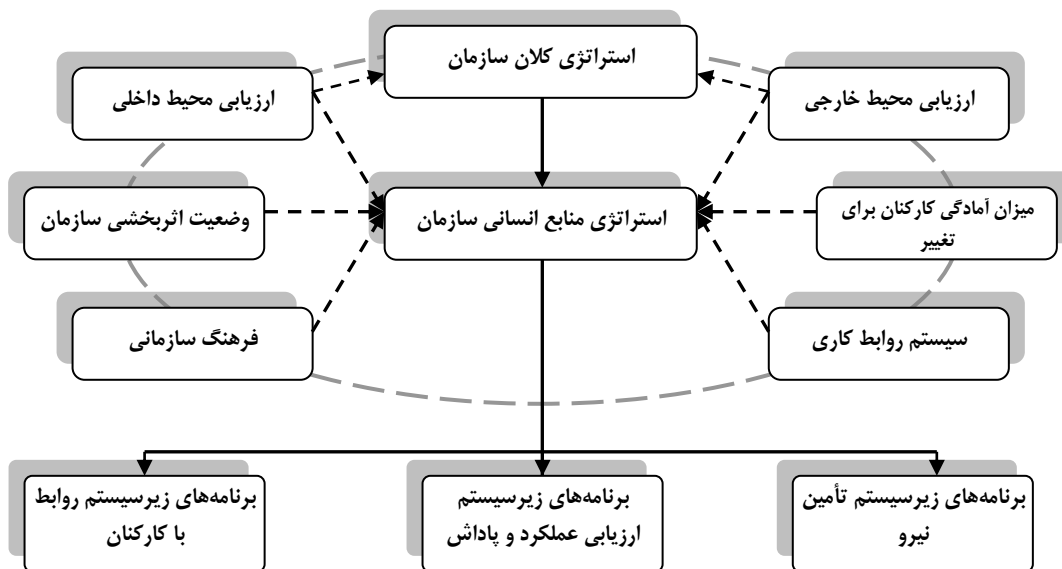 استراتژی کلان سازمان
ارزیابی محیط خارجی
ارزیابی محیط داخلی
میزان آمادگی کارکنان برای
تغییر
استراتژی منابع انسانی سازمان
وضعیت اثربخشی سازمان
سیستم روابط کاری
فرهنگ سازمانی
برنامه‌های زیرسیستم تأمین
نیرو
برنامه‌های زیرسیستم
ارزیابی عملکرد و پاداش
برنامه‌های زیرسیستم روابط
با کارکنان